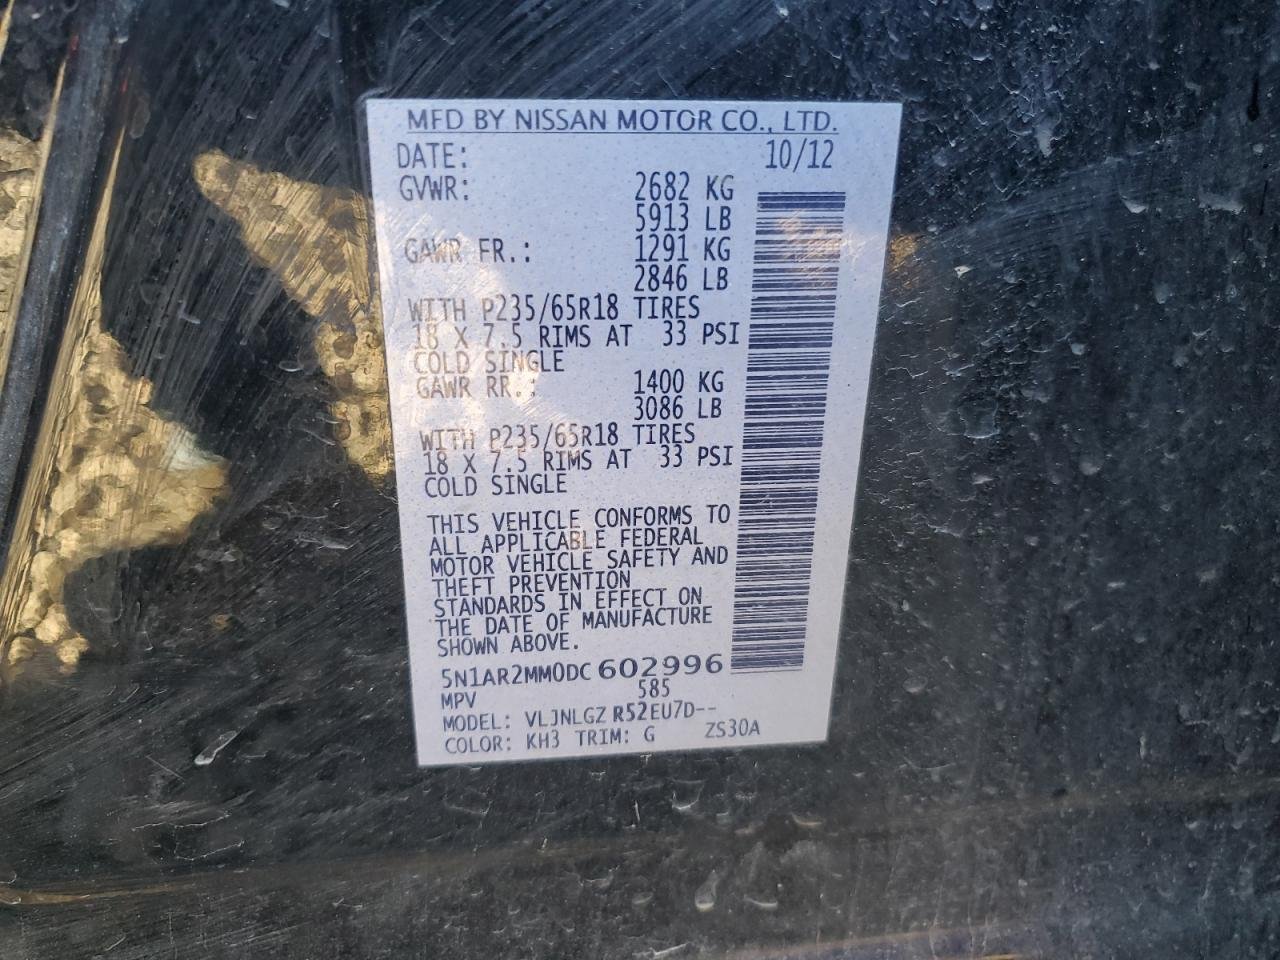 MFD BY NISSAN MOTOR CO., LTD.
DATE: 10/12
GVWR: 2682 KG
5913 LB
GAWR FR.: 1291 KG
2846 LB
WITH P235/65R18 TIRES
18 X 7.5 RIMS AT 33 PSI
COLD SINGLE
GAWR RR.: 1400 KG
3086 LB
WITH P235/65R18 TIRES
18 X 7.5 RIMS AT 33 PSI
COLD SINGLE
THIS VEHICLE CONFORMS TO
ALL APPLICABLE FEDERAL
MOTOR VEHICLE SAFETY AND
THEFT PREVENTION
STANDARDS IN EFFECT ON
THE DATE OF MANUFACTURE
SHOWN ABOVE.
5N1AR2MM0DC 602996
MPV 585
MODEL: VLJNLGZ R52EU7D--
COLOR: KH3 TRIM: G ZS30A